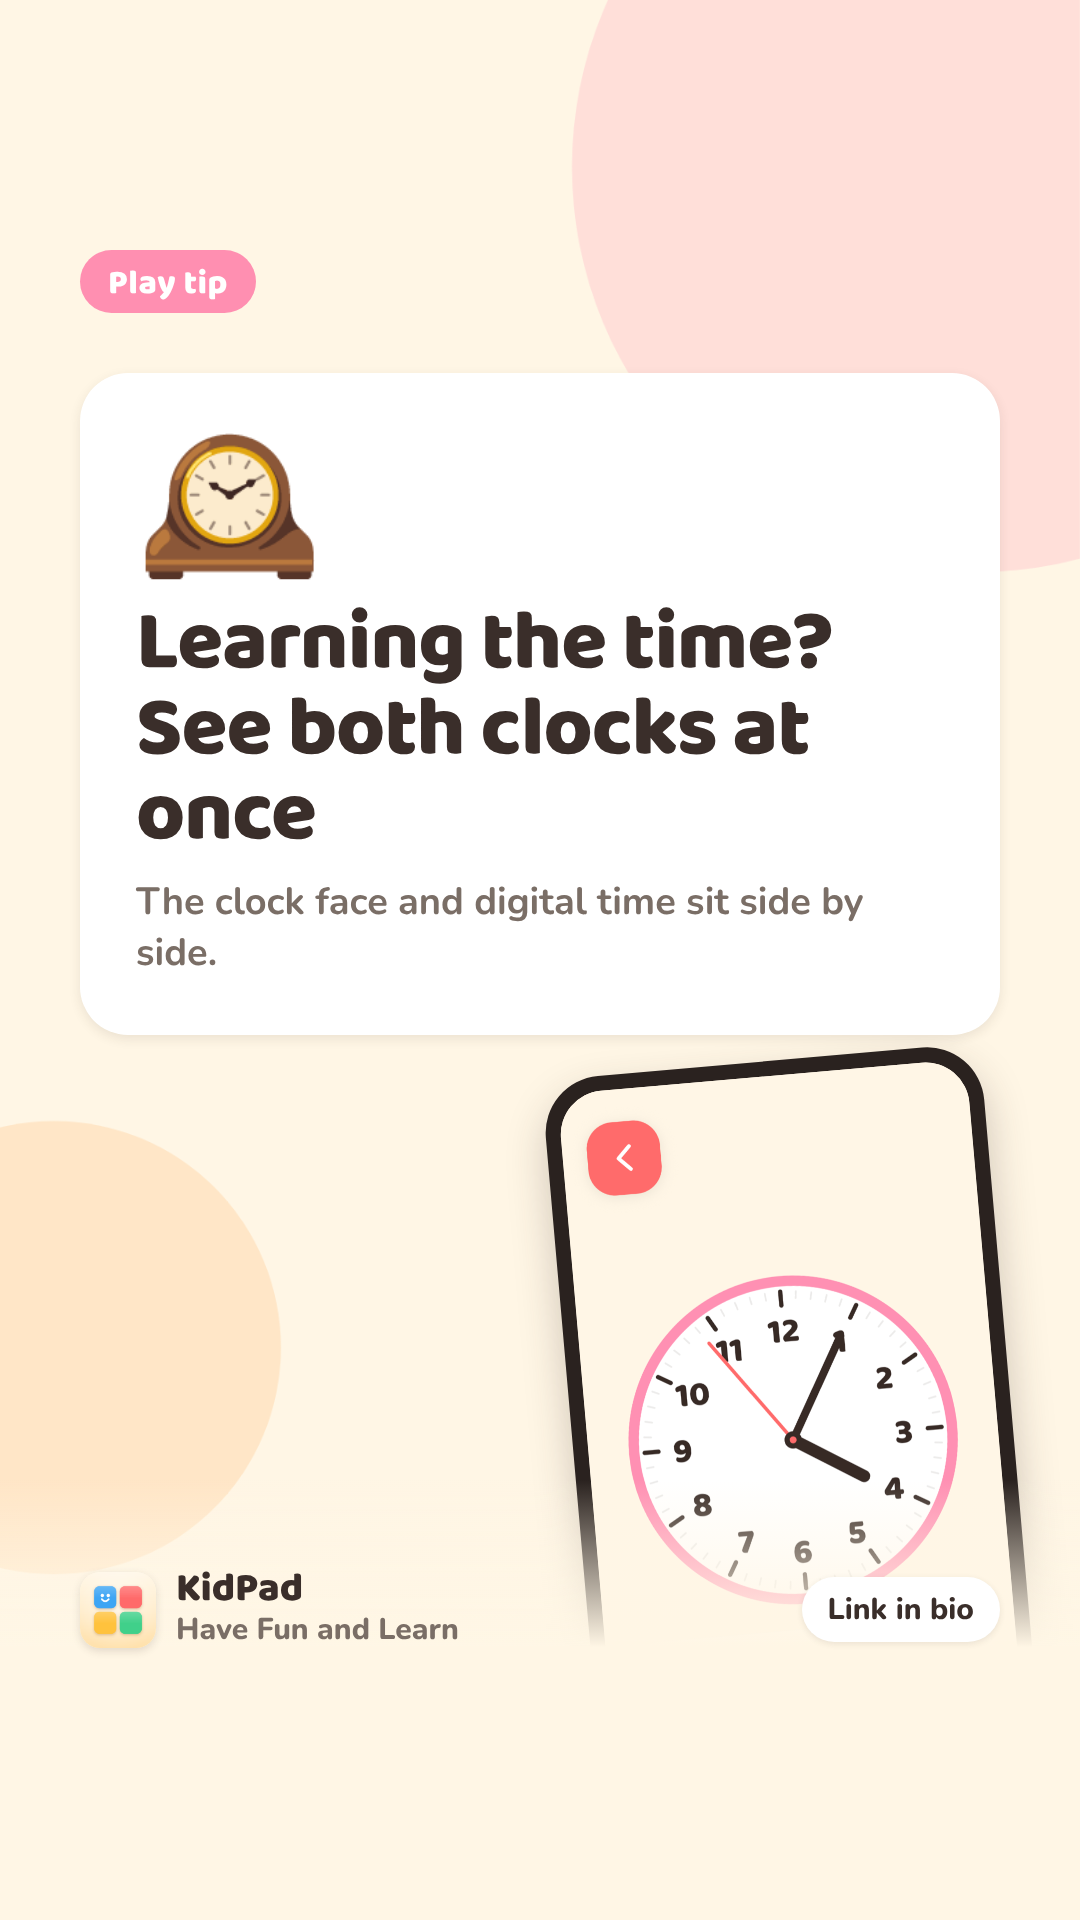 Play tip
Learning the time?
See both clocks at
once
The clock face and digital time sit side by
side.
12
11
1
10
2
9
3
8
4
7
6
5
KidPad
Have Fun and Learn
Link in bio